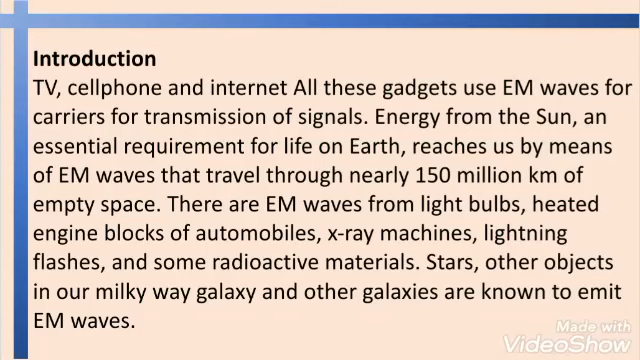 Introduction
TV, cellphone and internet All these gadgets use EM waves for
carriers for transmission of signals. Energy from the Sun, an
essential requirement for life on Earth, reaches us by means
of EM waves that travel through nearly 150 million km of
empty space. There are EM waves from light bulbs, heated
engine blocks of automobiles, x-ray machines, lightning
flashes, and some radioactive materials. Stars, other objects
in our milky way galaxy and other galaxies are known to emit
EM waves.
Made with
VideoShow